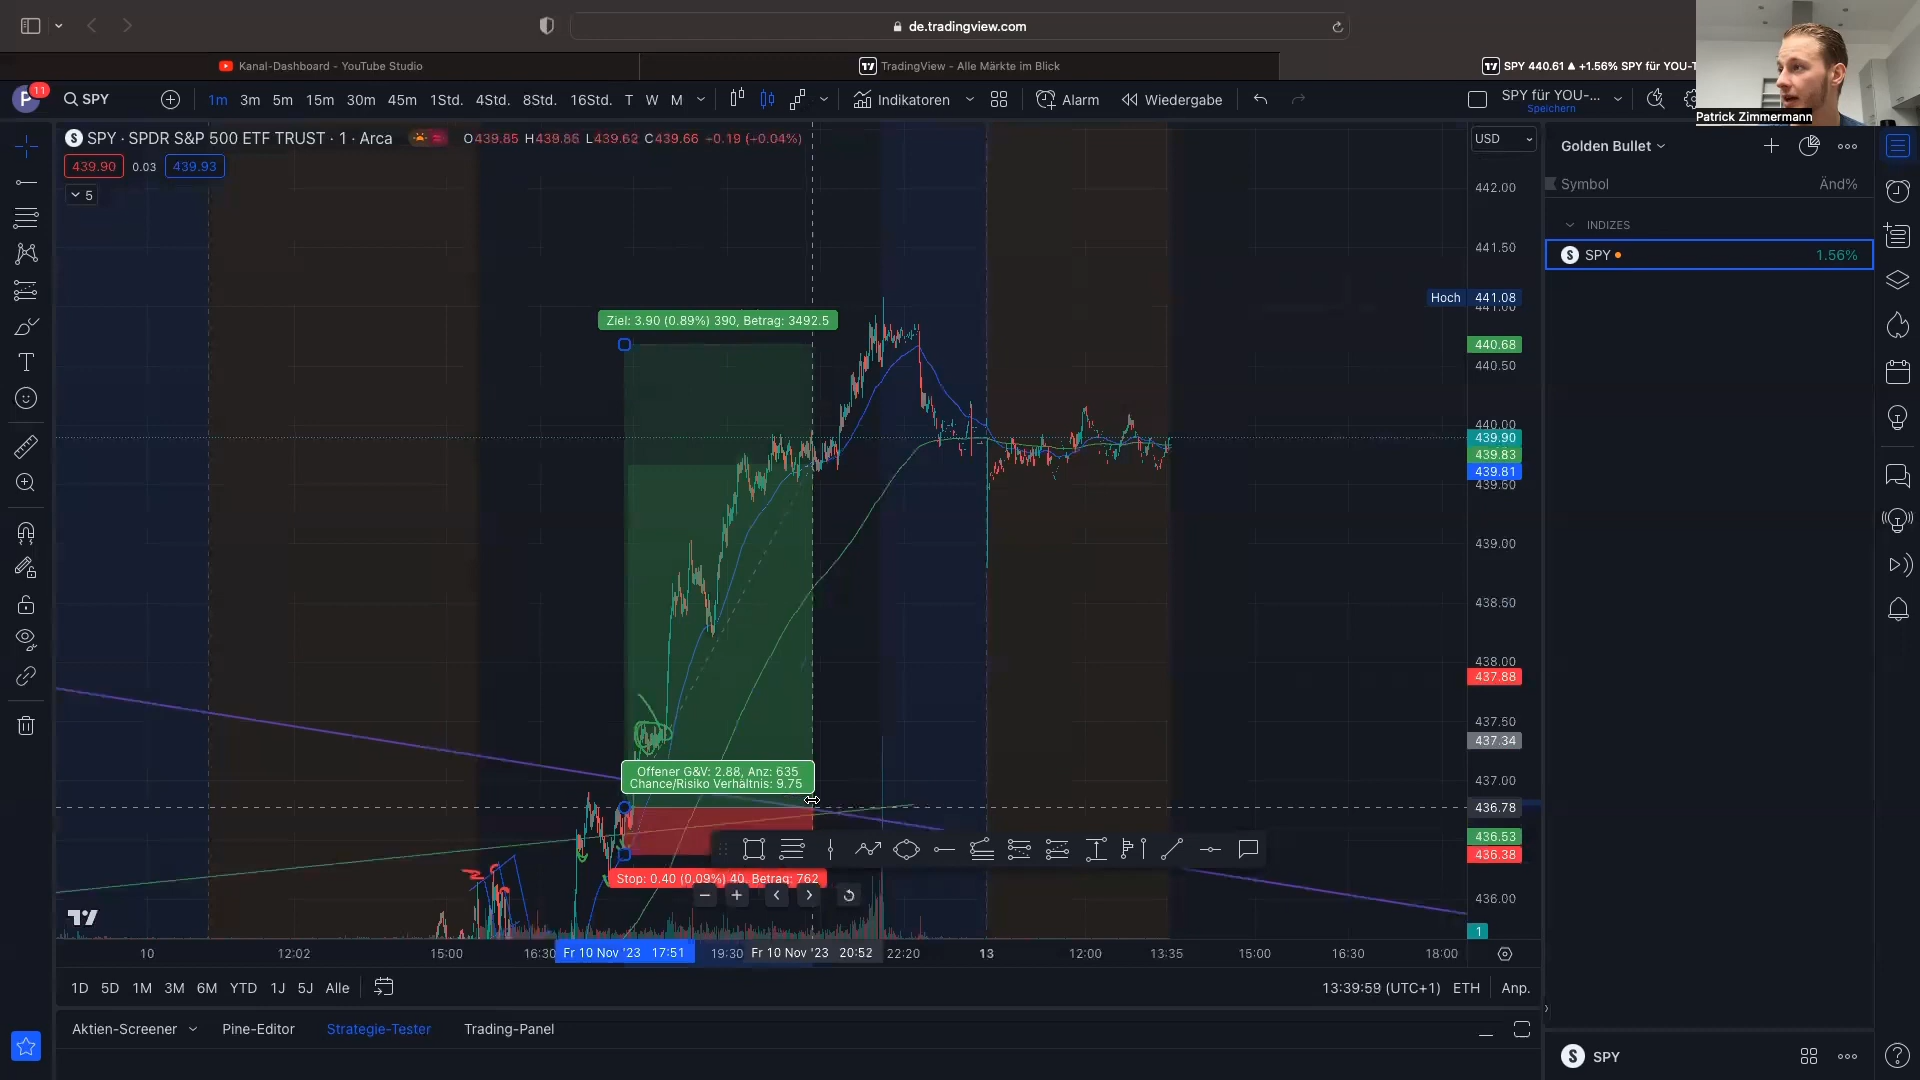 de.tradingview.com
Kanal-Dashboard - YouTube Studio
TradingView - Alle Märkte im Blick
SPY 440.61 ▲ +1.56% SPY für YOU-T
Patrick Zimmermann
P 11
SPY
1m 3m 5m 15m 30m 45m 1Std. 4Std. 8Std. 16Std. T W M
Indikatoren
Alarm
Wiedergabe
SPY für YOU-...
Speichern
SPY · SPDR S&P 500 ETF TRUST · 1 · Arca
O439.85 H439.86 L439.62 C439.66 −0.19 (−0.04%)
439.90 0.03 439.93
5
USD
Golden Bullet
Symbol Änd%
INDIZES
SPY 1.56%
442.00
441.50
Hoch 441.08
441.00
440.68
440.50
440.00
439.90
439.83
439.81
439.50
439.00
438.50
438.00
437.88
437.50
437.34
437.00
436.78
436.53
436.38
436.00
1
Ziel: 3.90 (0.89%) 390, Betrag: 3492.5
Offener G&V: 2.88, Anz: 635
Chance/Risiko Verhältnis: 9.75
Stop: 0.40 (0.09%) 40, Betrag: 762
10 12:02 15:00 16:30 Fr 10 Nov '23 17:51 19:30 Fr 10 Nov '23 20:52 22:20 13 12:00 13:35 15:00 16:30 18:00
1D 5D 1M 3M 6M YTD 1J 5J Alle
13:39:59 (UTC+1) ETH Anp.
Aktien-Screener Pine-Editor Strategie-Tester Trading-Panel
SPY